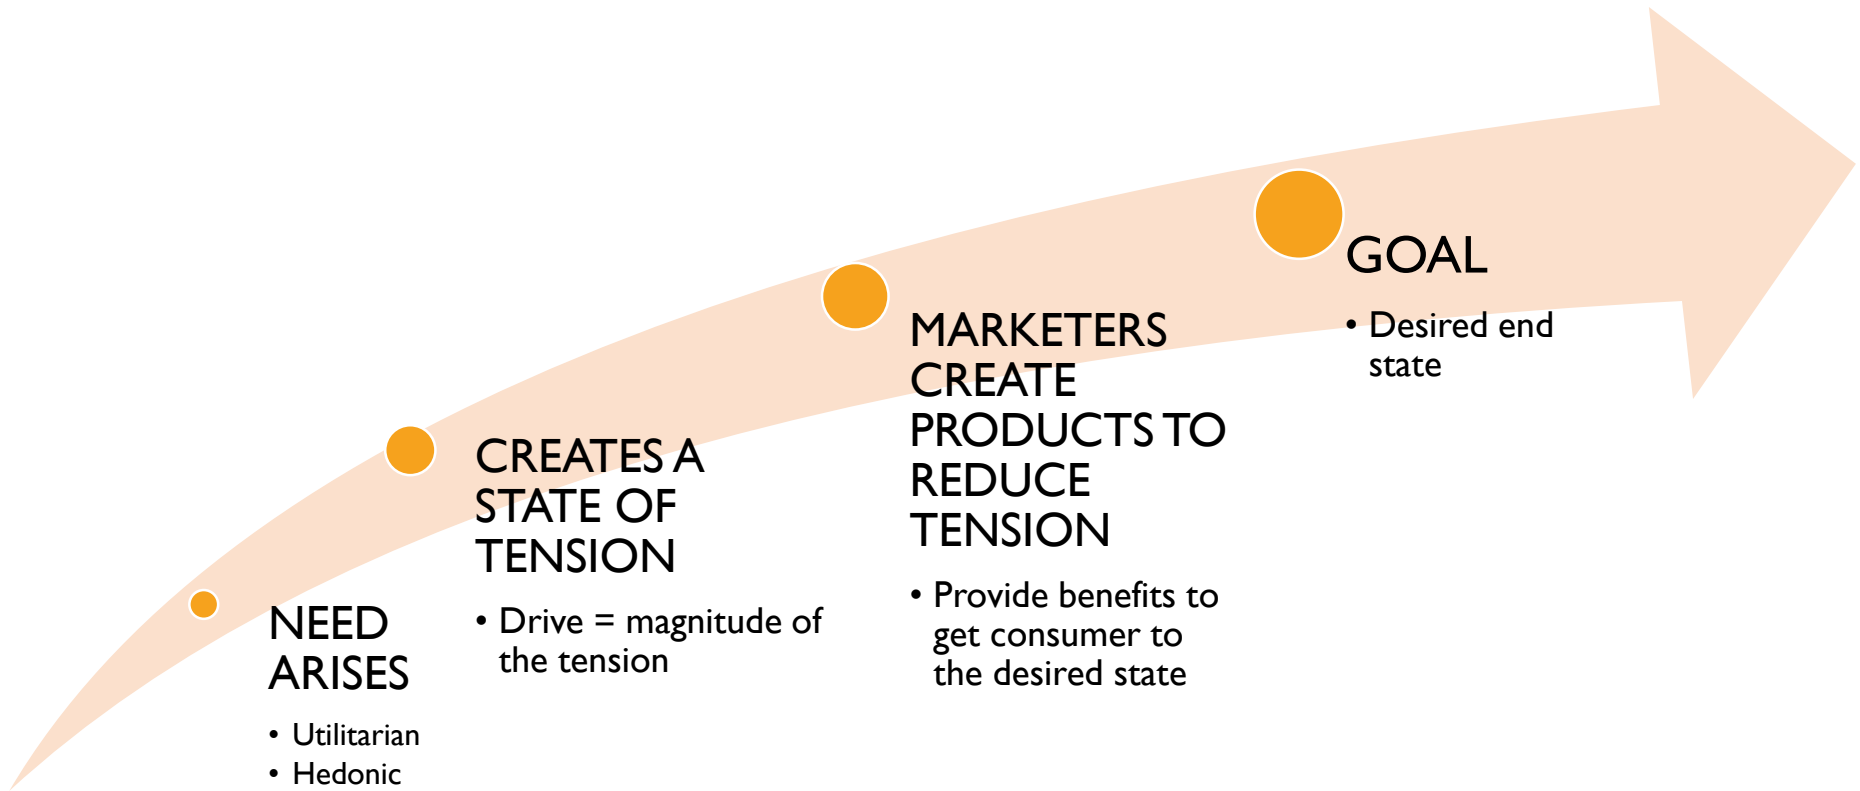 NEED
ARISES
• Utilitarian
• Hedonic
CREATES A
STATE OF
TENSION
• Drive = magnitude of
the tension
MARKETERS
CREATE
PRODUCTS TO
REDUCE
TENSION
• Provide benefits to
get consumer to
the desired state
GOAL
• Desired end
state